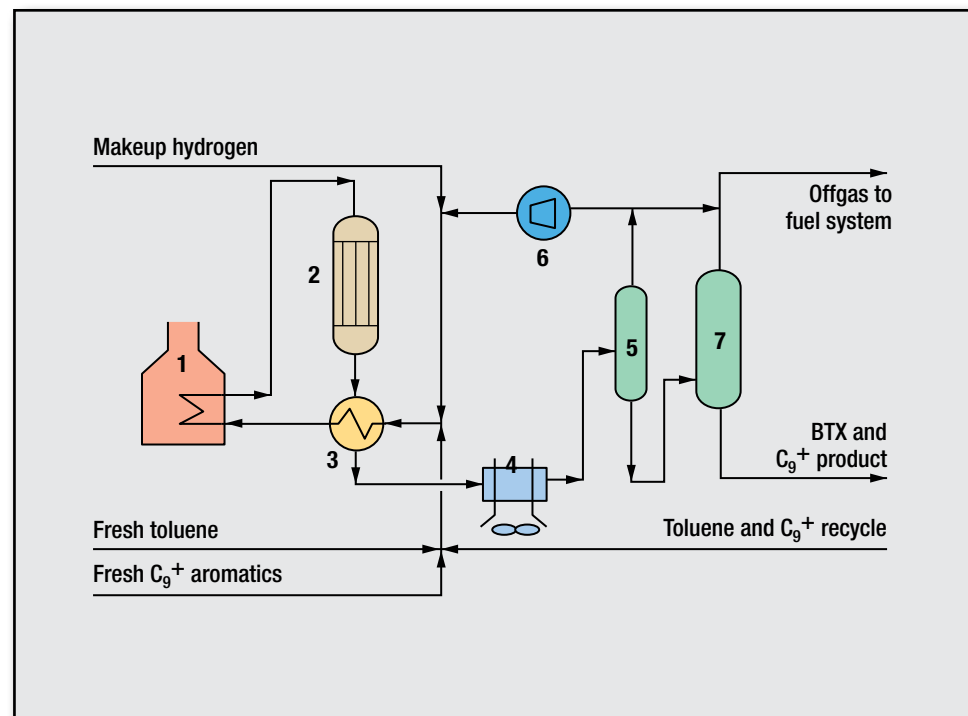 Makeup hydrogen
Offgas to
fuel system
6
2
1
5
7
3
4
BTX and
C₉⁺ product
Fresh toluene
Toluene and C₉⁺ recycle
Fresh C₉⁺ aromatics